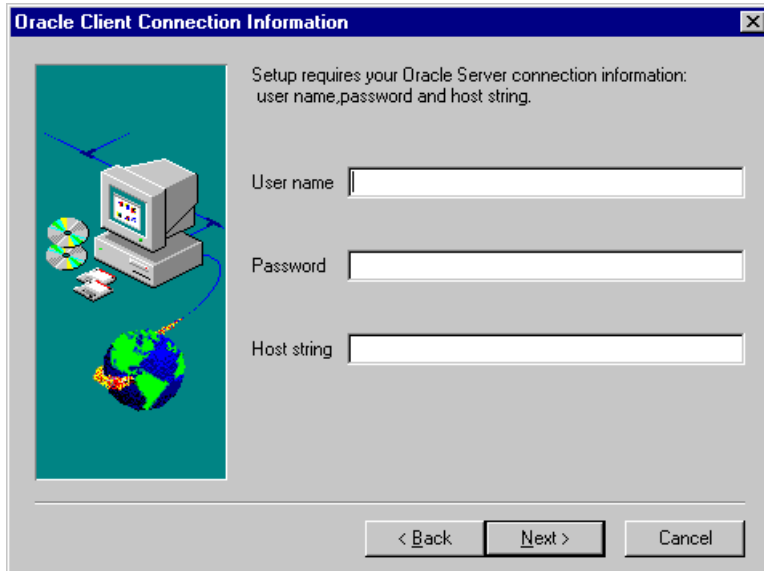 Oracle Client Connection Information
Setup requires your Oracle Server connection information:
user name,password and host string.
User name
Password
Host string
< Back
Next >
Cancel